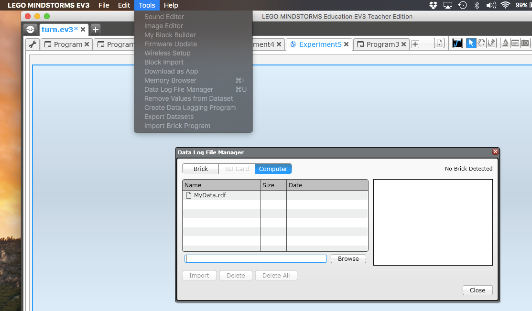 LEGO MINDSTORMS EV3 File Edit Tools Help 99%
LEGO MINDSTORMS Education EV3 Teacher Edition
turn.ev3* × +
Program × Program ment4 × Experiment5 × Program3 × +
Sound Editor
Image Editor
My Block Builder
Firmware Update
Wireless Setup
Block Import
Download as App
Memory Browser ⌘I
Data Log File Manager ⌘U
Remove Values from Dataset
Create Data Logging Program
Export Datasets
Import Brick Program
Data Log File Manager
Brick SD Card Computer No Brick Detected
Name Size Date
MyData.rdf
Browse
Import Delete Delete All
Close